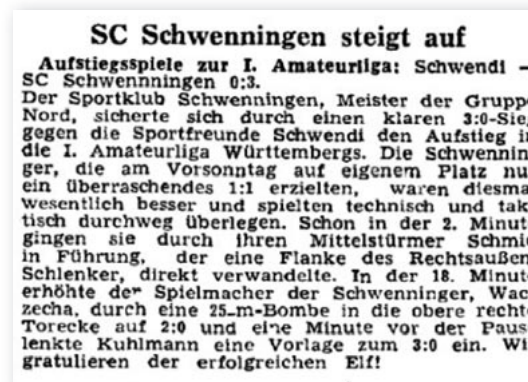 SC Schwenningen steigt auf
Aufstiegsspiele zur I. Amateurliga: Schwendi –
SC Schwennningen 0:3.
Der Sportklub Schwenningen, Meister der Gruppe
Nord, sicherte sich durch einen klaren 3:0-Sieg
gegen die Sportfreunde Schwendi den Aufstieg in
die I. Amateurliga Württembergs. Die Schwennin
ger, die am Vorsonntag auf eigenem Platz nu
ein überraschendes 1:1 erzielten, waren diesma
wesentlich besser und spielten technisch und tak
tisch durchweg überlegen. Schon in der 2. Minut
gingen sie durch ihren Mittelstürmer Schmi
in Führung, der eine Flanke des Rechtsaußen
Schlenker, direkt verwandelte. In der 18. Minut
erhöhte der Spielmacher der Schwenninger, Wac
zecha, durch eine 25-m-Bombe in die obere recht
Torecke auf 2:0 und eine Minute vor der Paus
lenkte Kuhlmann eine Vorlage zum 3:0 ein. Wi
gratulieren der erfolgreichen Elf!